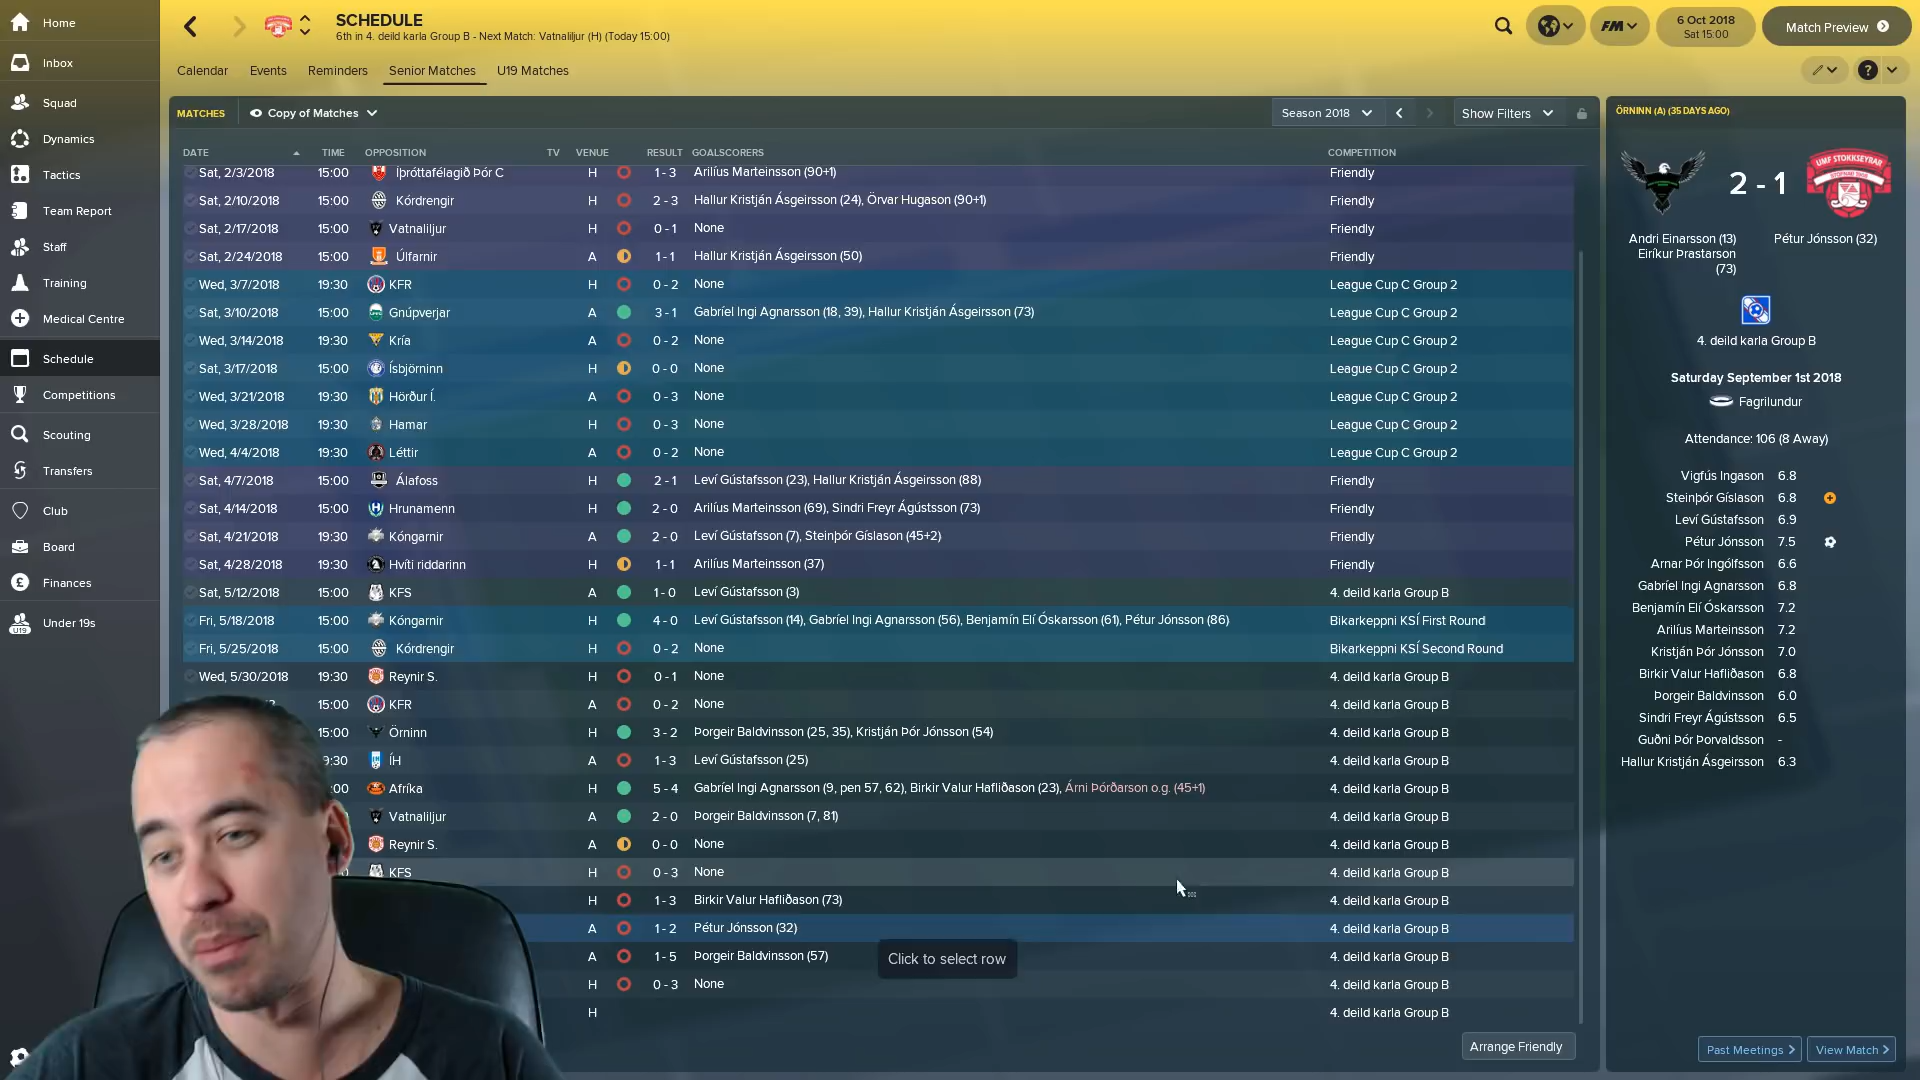 Home
Inbox
Squad
Dynamics
Tactics
Team Report
Staff
Training
Medical Centre
Schedule
Competitions
Scouting
Transfers
Club
Board
Finances
U19
Under 19s
SCHEDULE
6th in 4. deild karla Group B - Next Match: Vatnaliljur (H) (Today 15:00)
FM
6 Oct 2018
Sat 15:00
Match Preview
Calendar Events Reminders Senior Matches U19 Matches
MATCHES Copy of Matches Season 2018 Show Filters
DATE TIME OPPOSITION TV VENUE RESULT GOALSCORERS COMPETITION
Sat, 2/3/2018 15:00 Íþróttafélagið Þór C H 1 - 3 Arilíus Marteinsson (90+1) Friendly
Sat, 2/10/2018 15:00 Kórdrengir H 2 - 3 Hallur Kristján Ásgeirsson (24), Örvar Hugason (90+1) Friendly
Sat, 2/17/2018 15:00 Vatnaliljur H 0 - 1 None Friendly
Sat, 2/24/2018 15:00 Úlfarnir A 1 - 1 Hallur Kristján Ásgeirsson (50) Friendly
Wed, 3/7/2018 19:30 KFR H 0 - 2 None League Cup C Group 2
Sat, 3/10/2018 15:00 Gnúpverjar A 3 - 1 Gabríel Ingi Agnarsson (18, 39), Hallur Kristján Ásgeirsson (73) League Cup C Group 2
Wed, 3/14/2018 19:30 Kría A 0 - 2 None League Cup C Group 2
Sat, 3/17/2018 15:00 Ísbjörninn H 0 - 0 None League Cup C Group 2
Wed, 3/21/2018 19:30 Hörður Í. A 0 - 3 None League Cup C Group 2
Wed, 3/28/2018 19:30 Hamar H 0 - 3 None League Cup C Group 2
Wed, 4/4/2018 19:30 Léttir A 0 - 2 None League Cup C Group 2
Sat, 4/7/2018 15:00 Álafoss H 2 - 1 Leví Gústafsson (23), Hallur Kristján Ásgeirsson (88) Friendly
Sat, 4/14/2018 15:00 Hrunamenn H 2 - 0 Arilíus Marteinsson (69), Sindri Freyr Ágústsson (73) Friendly
Sat, 4/21/2018 19:30 Kóngarnir A 2 - 0 Leví Gústafsson (7), Steinþór Gíslason (45+2) Friendly
Sat, 4/28/2018 19:30 Hvíti riddarinn H 1 - 1 Arilíus Marteinsson (37) Friendly
Sat, 5/12/2018 15:00 KFS A 1 - 0 Leví Gústafsson (3) 4. deild karla Group B
Fri, 5/18/2018 15:00 Kóngarnir H 4 - 0 Leví Gústafsson (14), Gabríel Ingi Agnarsson (56), Benjamín Elí Óskarsson (61), Pétur Jónsson (86) Bikarkeppni KSÍ First Round
Fri, 5/25/2018 15:00 Kórdrengir H 0 - 2 None Bikarkeppni KSÍ Second Round
Wed, 5/30/2018 19:30 Reynir S. H 0 - 1 None 4. deild karla Group B
15:00 KFR A 0 - 2 None 4. deild karla Group B
15:00 Örninn H 3 - 2 Þorgeir Baldvinsson (25, 35), Kristján Þór Jónsson (54) 4. deild karla Group B
9:30 ÍH A 1 - 3 Leví Gústafsson (25) 4. deild karla Group B
:00 Afríka H 5 - 4 Gabríel Ingi Agnarsson (9, pen 57, 62), Birkir Valur Hafliðason (23), Árni Þórðarson o.g. (45+1) 4. deild karla Group B
Vatnaliljur A 2 - 0 Þorgeir Baldvinsson (7, 81) 4. deild karla Group B
Reynir S. A 0 - 0 None 4. deild karla Group B
KFS H 0 - 3 None 4. deild karla Group B
H 1 - 3 Birkir Valur Hafliðason (73) 4. deild karla Group B
A 1 - 2 Pétur Jónsson (32) 4. deild karla Group B
A 1 - 5 Þorgeir Baldvinsson (57) 4. deild karla Group B
Click to select row
H 0 - 3 None 4. deild karla Group B
H 4. deild karla Group B
Arrange Friendly
ÖRNINN (A) (35 DAYS AGO)
UMF STOKKSEYRAR
2 - 1
Andri Einarsson (13) Pétur Jónsson (32)
Eiríkur Þrastarson
(73)
4. deild karla Group B
Saturday September 1st 2018
Fagrilundur
Attendance: 106 (8 Away)
Vigfús Ingason 6.8
Steinþór Gíslason 6.8
Leví Gústafsson 6.9
Pétur Jónsson 7.5
Arnar Þór Ingólfsson 6.6
Gabríel Ingi Agnarsson 6.8
Benjamín Elí Óskarsson 7.2
Arilíus Marteinsson 7.2
Kristján Þór Jónsson 7.0
Birkir Valur Hafliðason 6.8
Þorgeir Baldvinsson 6.0
Sindri Freyr Ágústsson 6.5
Guðni Þór Þorvaldsson -
Hallur Kristján Ásgeirsson 6.3
Past Meetings View Match